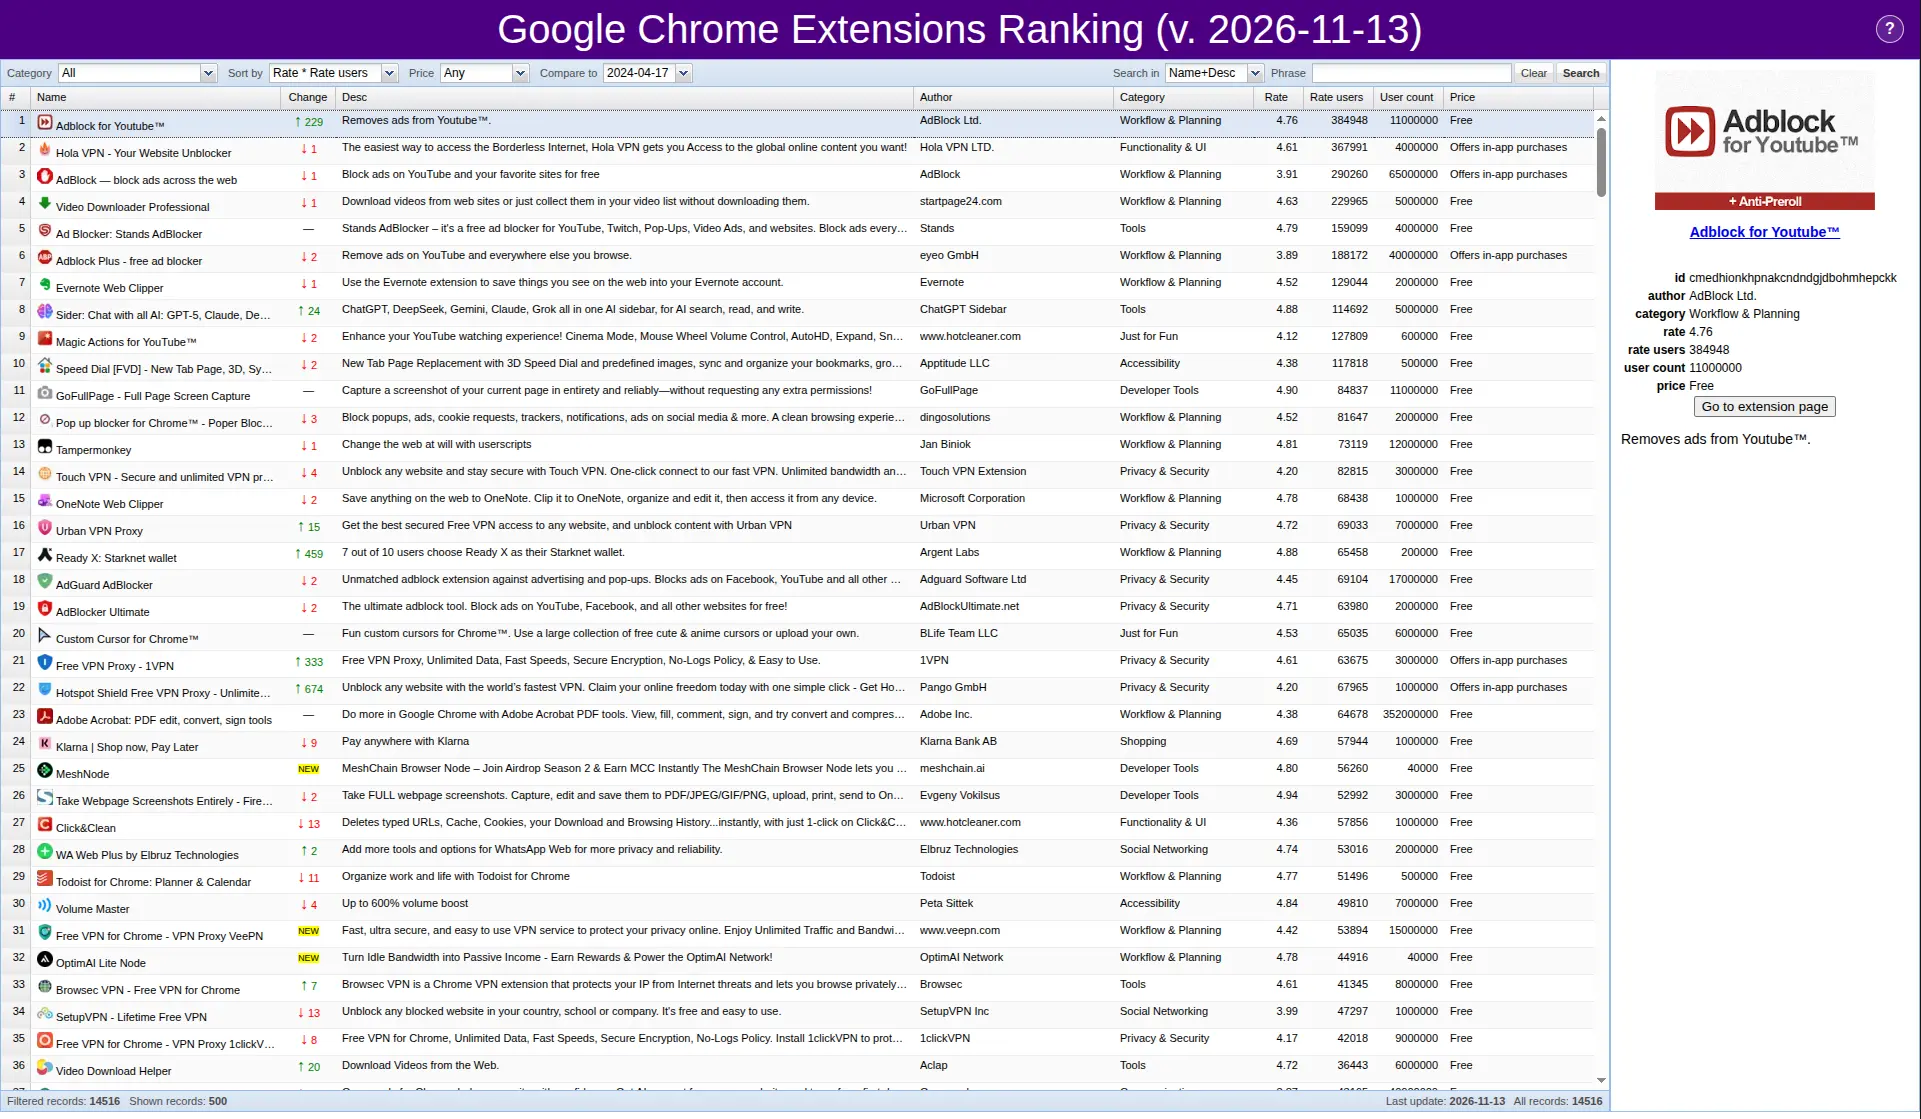 Google Chrome Extensions Ranking (v. 2026-11-13)
?
Category All Sort by Rate * Rate users Price Any Compare to 2024-04-17 Search in Name+Desc Phrase Clear Search
# Name Change Desc Author Category Rate Rate users User count Price
1 Adblock for Youtube™ ↑ 229 Removes ads from Youtube™. AdBlock Ltd. Workflow & Planning 4.76 384948 11000000 Free
2 Hola VPN - Your Website Unblocker ↓ 1 The easiest way to access the Borderless Internet, Hola VPN gets you Access to the global online content you want! Hola VPN LTD. Functionality & UI 4.61 367991 4000000 Offers in-app purchases
3 AdBlock — block ads across the web ↓ 1 Block ads on YouTube and your favorite sites for free AdBlock Workflow & Planning 3.91 290260 65000000 Offers in-app purchases
4 Video Downloader Professional ↓ 1 Download videos from web sites or just collect them in your video list without downloading them. startpage24.com Workflow & Planning 4.63 229965 5000000 Free
5 Ad Blocker: Stands AdBlocker — Stands AdBlocker – it's a free ad blocker for YouTube, Twitch, Pop-Ups, Video Ads, and websites. Block ads every… Stands Tools 4.79 159099 4000000 Free
6 Adblock Plus - free ad blocker ↓ 2 Remove ads on YouTube and everywhere else you browse. eyeo GmbH Workflow & Planning 3.89 188172 40000000 Offers in-app purchases
7 Evernote Web Clipper ↓ 1 Use the Evernote extension to save things you see on the web into your Evernote account. Evernote Workflow & Planning 4.52 129044 2000000 Free
8 Sider: Chat with all AI: GPT-5, Claude, De… ↑ 24 ChatGPT, DeepSeek, Gemini, Claude, Grok all in one AI sidebar, for AI search, read, and write. ChatGPT Sidebar Tools 4.88 114692 5000000 Free
9 Magic Actions for YouTube™ ↓ 2 Enhance your YouTube watching experience! Cinema Mode, Mouse Wheel Volume Control, AutoHD, Expand, Sn… www.hotcleaner.com Just for Fun 4.12 127809 600000 Free
10 Speed Dial [FVD] - New Tab Page, 3D, Sy… ↓ 2 New Tab Page Replacement with 3D Speed Dial and predefined images, sync and organize your bookmarks, gro… Apptitude LLC Accessibility 4.38 117818 500000 Free
11 GoFullPage - Full Page Screen Capture — Capture a screenshot of your current page in entirety and reliably—without requesting any extra permissions! GoFullPage Developer Tools 4.90 84837 11000000 Free
12 Pop up blocker for Chrome™ - Poper Bloc… ↓ 3 Block popups, ads, cookie requests, trackers, notifications, ads on social media & more. A clean browsing experie… dingosolutions Workflow & Planning 4.52 81647 2000000 Free
13 Tampermonkey ↓ 1 Change the web at will with userscripts Jan Biniok Workflow & Planning 4.81 73119 12000000 Free
14 Touch VPN - Secure and unlimited VPN pr… ↓ 4 Unblock any website and stay secure with Touch VPN. One-click connect to our fast VPN. Unlimited bandwidth an… Touch VPN Extension Privacy & Security 4.20 82815 3000000 Free
15 OneNote Web Clipper ↓ 2 Save anything on the web to OneNote. Clip it to OneNote, organize and edit it, then access it from any device. Microsoft Corporation Workflow & Planning 4.78 68438 1000000 Free
16 Urban VPN Proxy ↑ 15 Get the best secured Free VPN access to any website, and unblock content with Urban VPN Urban VPN Privacy & Security 4.72 69033 7000000 Free
17 Ready X: Starknet wallet ↑ 459 7 out of 10 users choose Ready X as their Starknet wallet. Argent Labs Workflow & Planning 4.88 65458 200000 Free
18 AdGuard AdBlocker ↓ 2 Unmatched adblock extension against advertising and pop-ups. Blocks ads on Facebook, YouTube and all other … Adguard Software Ltd Privacy & Security 4.45 69104 17000000 Free
19 AdBlocker Ultimate ↓ 2 The ultimate adblock tool. Block ads on YouTube, Facebook, and all other websites for free! AdBlockUltimate.net Privacy & Security 4.71 63980 2000000 Free
20 Custom Cursor for Chrome™ — Fun custom cursors for Chrome™. Use a large collection of free cute & anime cursors or upload your own. BLife Team LLC Just for Fun 4.53 65035 6000000 Free
21 Free VPN Proxy - 1VPN ↑ 333 Free VPN Proxy, Unlimited Data, Fast Speeds, Secure Encryption, No-Logs Policy, & Easy to Use. 1VPN Privacy & Security 4.61 63675 3000000 Offers in-app purchases
22 Hotspot Shield Free VPN Proxy - Unlimite… ↑ 674 Unblock any website with the world's fastest VPN. Claim your online freedom today with one simple click - Get Ho… Pango GmbH Privacy & Security 4.20 67965 1000000 Offers in-app purchases
23 Adobe Acrobat: PDF edit, convert, sign tools — Do more in Google Chrome with Adobe Acrobat PDF tools. View, fill, comment, sign, and try convert and compres… Adobe Inc. Workflow & Planning 4.38 64678 352000000 Free
24 Klarna | Shop now, Pay Later ↓ 9 Pay anywhere with Klarna Klarna Bank AB Shopping 4.69 57944 1000000 Free
25 MeshNode NEW MeshChain Browser Node – Join Airdrop Season 2 & Earn MCC Instantly The MeshChain Browser Node lets you … meshchain.ai Developer Tools 4.80 56260 40000 Free
26 Take Webpage Screenshots Entirely - Fire… ↓ 2 Take FULL webpage screenshots. Capture, edit and save them to PDF/JPEG/GIF/PNG, upload, print, send to On… Evgeny Vokilsus Developer Tools 4.94 52992 3000000 Free
27 Click&Clean ↓ 13 Deletes typed URLs, Cache, Cookies, your Download and Browsing History...instantly, with just 1-click on Click&C… www.hotcleaner.com Functionality & UI 4.36 57856 1000000 Free
28 WA Web Plus by Elbruz Technologies ↑ 2 Add more tools and options for WhatsApp Web for more privacy and reliability. Elbruz Technologies Social Networking 4.74 53016 2000000 Free
29 Todoist for Chrome: Planner & Calendar ↓ 11 Organize work and life with Todoist for Chrome Todoist Workflow & Planning 4.77 51496 500000 Free
30 Volume Master ↓ 4 Up to 600% volume boost Peta Sittek Accessibility 4.84 49810 7000000 Free
31 Free VPN for Chrome - VPN Proxy VeePN NEW Fast, ultra secure, and easy to use VPN service to protect your privacy online. Enjoy Unlimited Traffic and Bandwi… www.veepn.com Workflow & Planning 4.42 53894 15000000 Free
32 OptimAI Lite Node NEW Turn Idle Bandwidth into Passive Income - Earn Rewards & Power the OptimAI Network! OptimAI Network Workflow & Planning 4.78 44916 40000 Free
33 Browsec VPN - Free VPN for Chrome ↑ 7 Browsec VPN is a Chrome VPN extension that protects your IP from Internet threats and lets you browse privately… Browsec Tools 4.61 41345 8000000 Free
34 SetupVPN - Lifetime Free VPN ↓ 13 Unblock any blocked website in your country, school or company. It's free and easy to use. SetupVPN Inc Social Networking 3.99 47297 1000000 Free
35 Free VPN for Chrome - VPN Proxy 1clickV… ↓ 8 Free VPN for Chrome, Unlimited Data, Fast Speeds, Secure Encryption, No-Logs Policy. Install 1clickVPN to prot… 1clickVPN Privacy & Security 4.17 42018 9000000 Free
36 Video Download Helper ↑ 20 Download Videos from the Web. Aclap Tools 4.72 36443 6000000 Free
Filtered records: 14516 Shown records: 500 Last update: 2026-11-13 All records: 14516
Adblock
for Youtube™
+ Anti-Preroll
Adblock for Youtube™
id cmedhionkhpnakcndndgjdbohmhepckk
author AdBlock Ltd.
category Workflow & Planning
rate 4.76
rate users 384948
user count 11000000
price Free
Go to extension page
Removes ads from Youtube™.